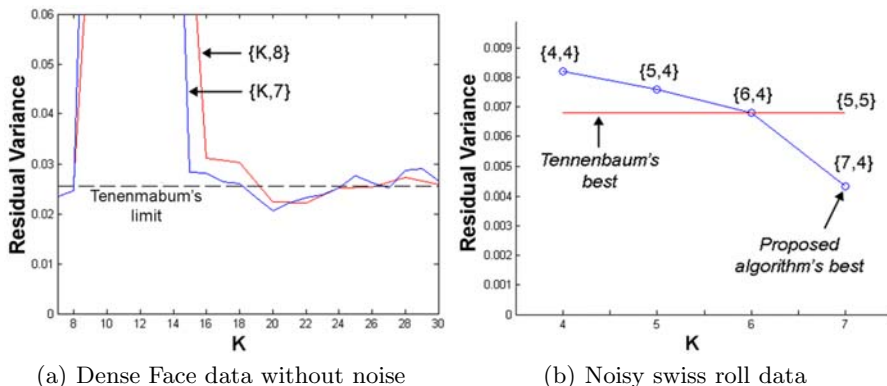 0.06
0.05
0.04
0.03
0.02
0.01
0
Residual Variance
{K,8}
{K,7}
Tenenmabum's
limit
8 10 12 14 16 18 20 22 24 26 28 30
K
(a) Dense Face data without noise
0.009
0.008
0.007
0.006
0.005
0.004
0.003
0.002
0.001
0.000
Residual Variance
{4,4}
{5,4}
{6,4}
{5,5}
{7,4}
Tennenbaum's
best
Proposed
algorithm's best
4 5 6 7
K
(b) Noisy swiss roll data